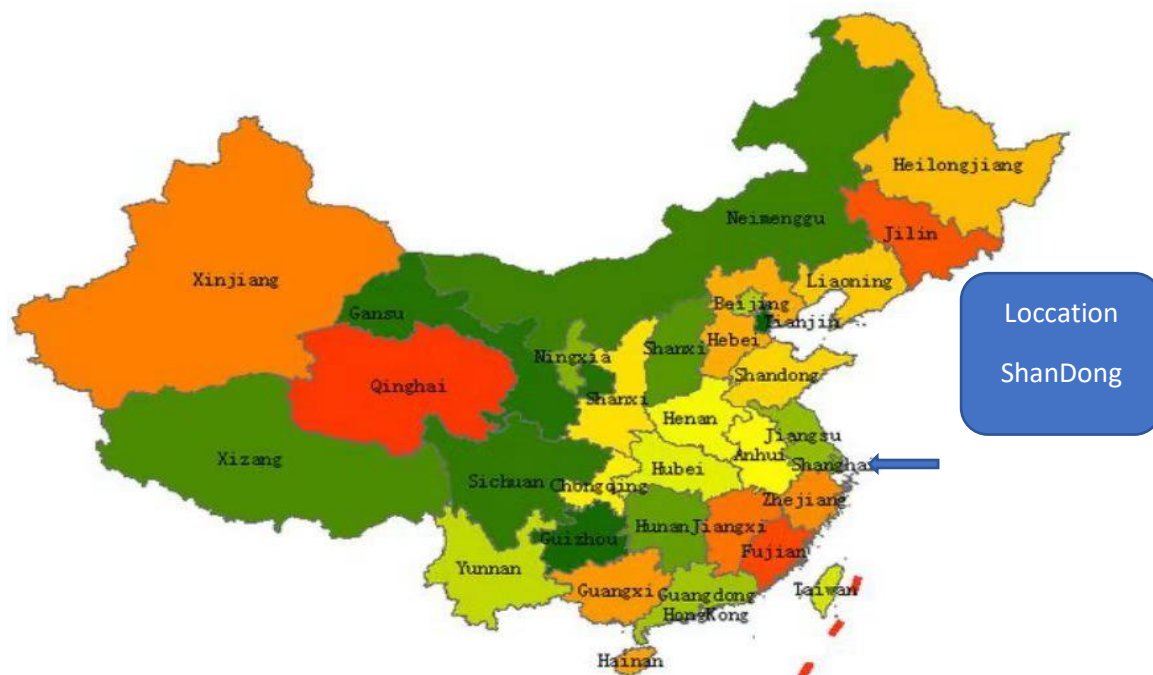 Heilongjiang
Neimenggu
Jilin
Xinjiang
Liaoning
Beijing
Gansu
Tianjin
Loccation
Hebei
Ningxia
Shanxi
Shandong
ShanDong
Qinghai
Shanxi
Henan
Jiangsu
Anhui
Xizang
Hubei
Shanghai
Sichuan
Chongqing
Zhejiang
Hunan
Jiangxi
Guizhou
Fujian
Yunnan
Guangxi
Guangdong
Taiwan
HongKong
Hainan